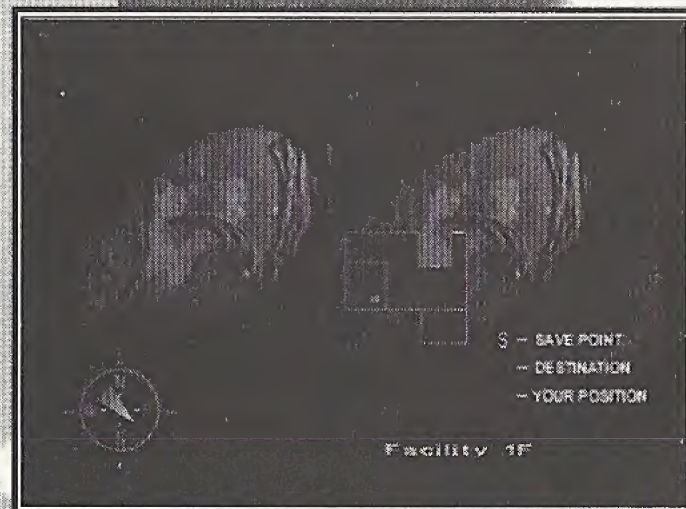 S – SAVE POINT
– DESTINATION
– YOUR POSITION
N
Facility 1F